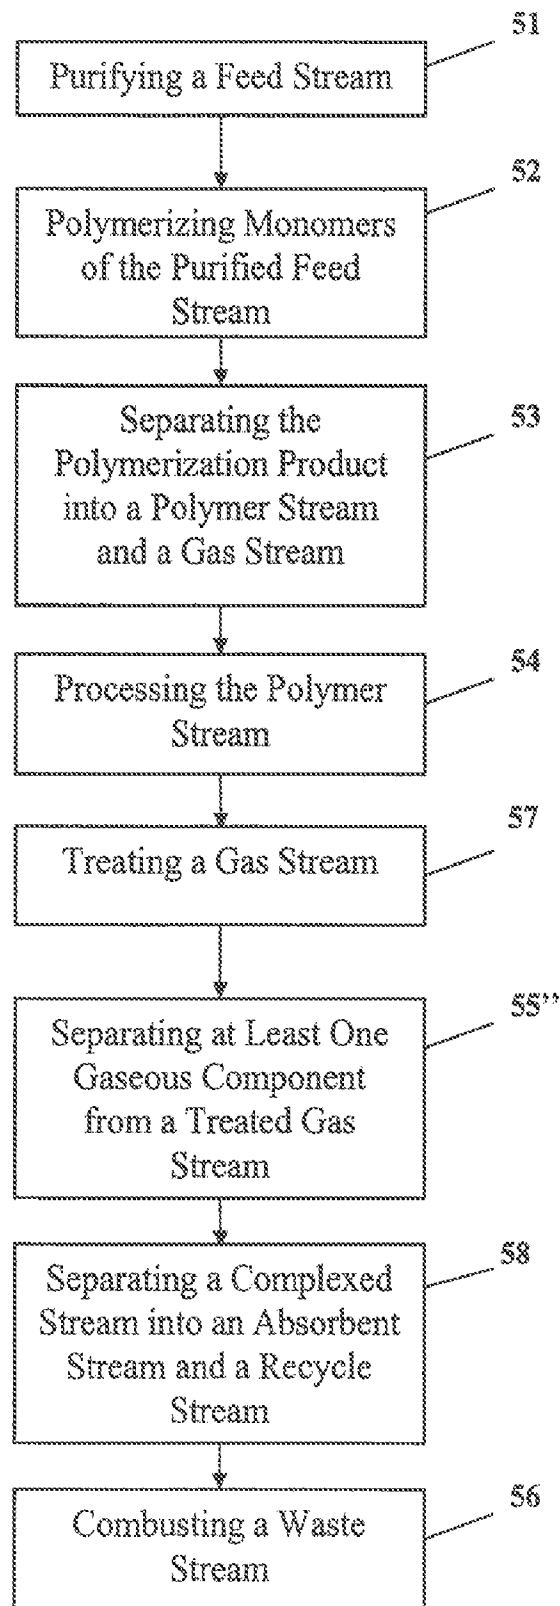 51
Purifying a Feed Stream
52
Polymerizing Monomers
of the Purified Feed
Stream
53
Separating the
Polymerization Product
into a Polymer Stream
and a Gas Stream
54
Processing the Polymer
Stream
57
Treating a Gas Stream
55’’
Separating at Least One
Gaseous Component
from a Treated Gas
Stream
58
Separating a Complexed
Stream into an Absorbent
Stream and a Recycle
Stream
56
Combusting a Waste
Stream